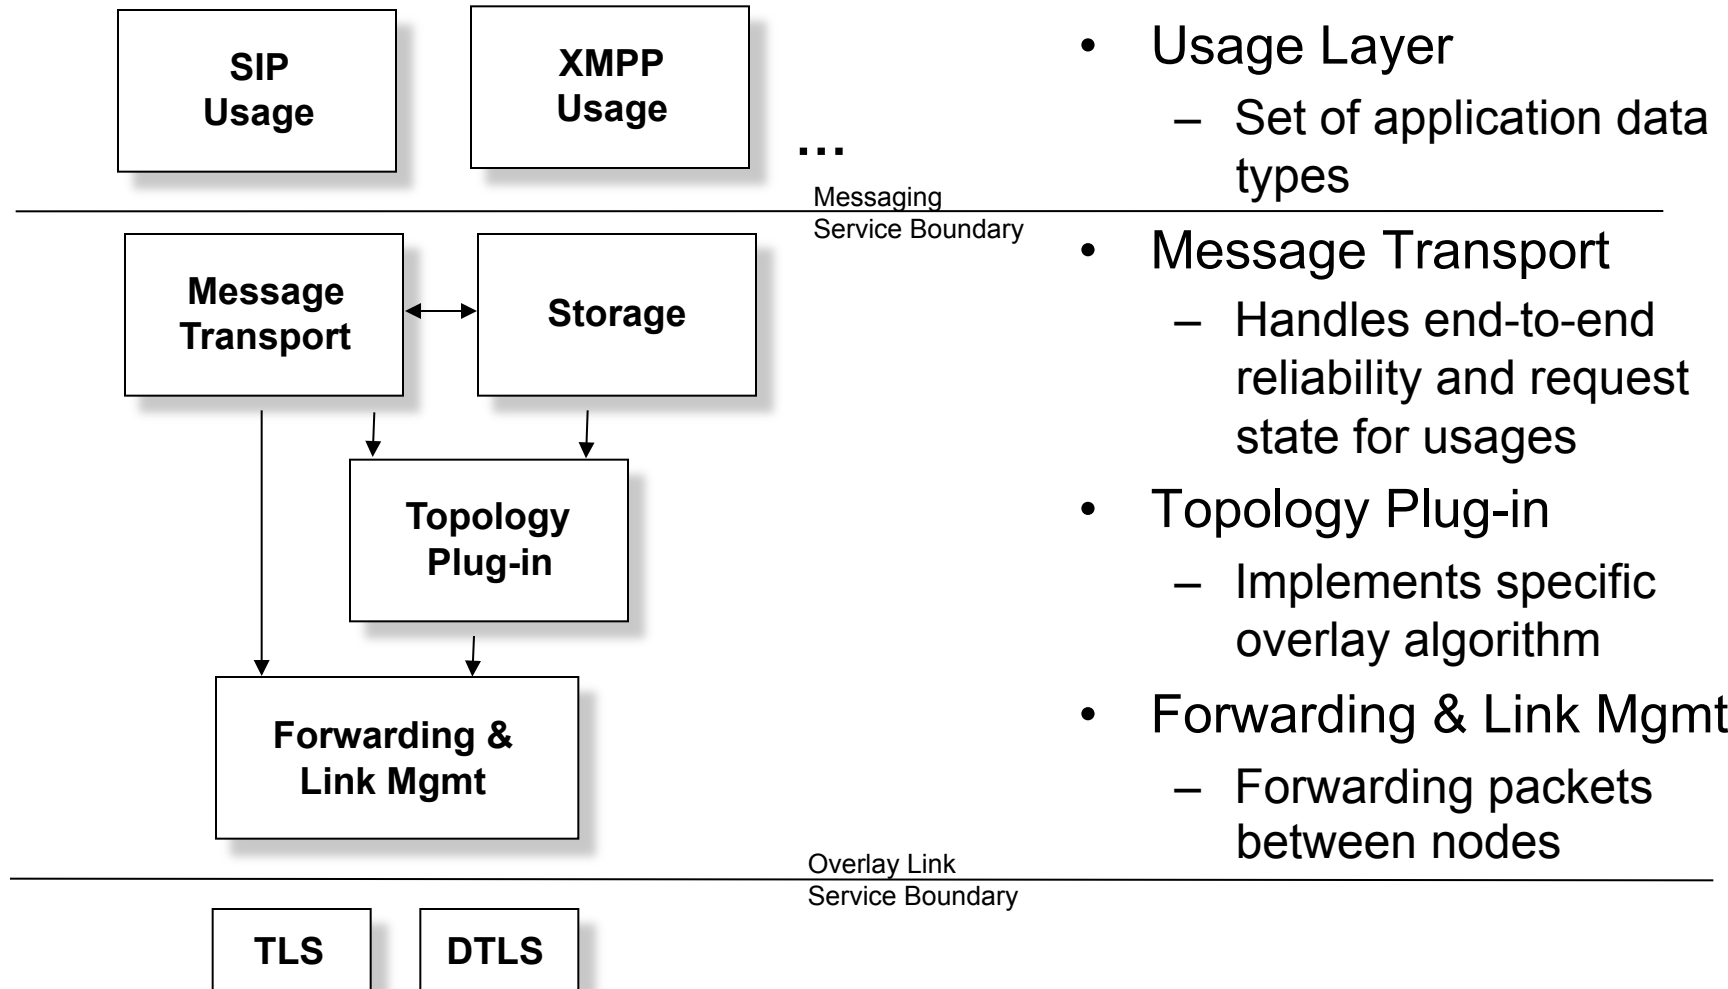 SIP
Usage
XMPP
Usage
...
Messaging
Service Boundary
Message
Transport
Storage
Topology
Plug-in
Forwarding &
Link Mgmt
Overlay Link
Service Boundary
TLS
DTLS
• Usage Layer
– Set of application data
types
• Message Transport
– Handles end-to-end
reliability and request
state for usages
• Topology Plug-in
– Implements specific
overlay algorithm
• Forwarding & Link Mgmt
– Forwarding packets
between nodes